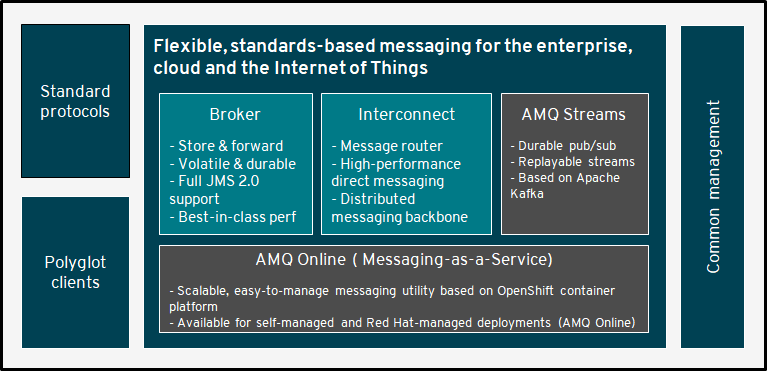 Standard
protocols
Polyglot
clients
Flexible, standards-based messaging for the enterprise,
cloud and the Internet of Things
Broker
- Store & forward
- Volatile & durable
- Full JMS 2.0
support
- Best-in-class perf
Interconnect
- Message router
- High-performance
direct messaging
- Distributed
messaging backbone
AMQ Streams
- Durable pub/sub
- Replayable streams
- Based on Apache
Kafka
AMQ Online ( Messaging-as-a-Service)
- Scalable, easy-to-manage messaging utility based on OpenShift container
platform
- Available for self-managed and Red Hat-managed deployments (AMQ Online)
Common management